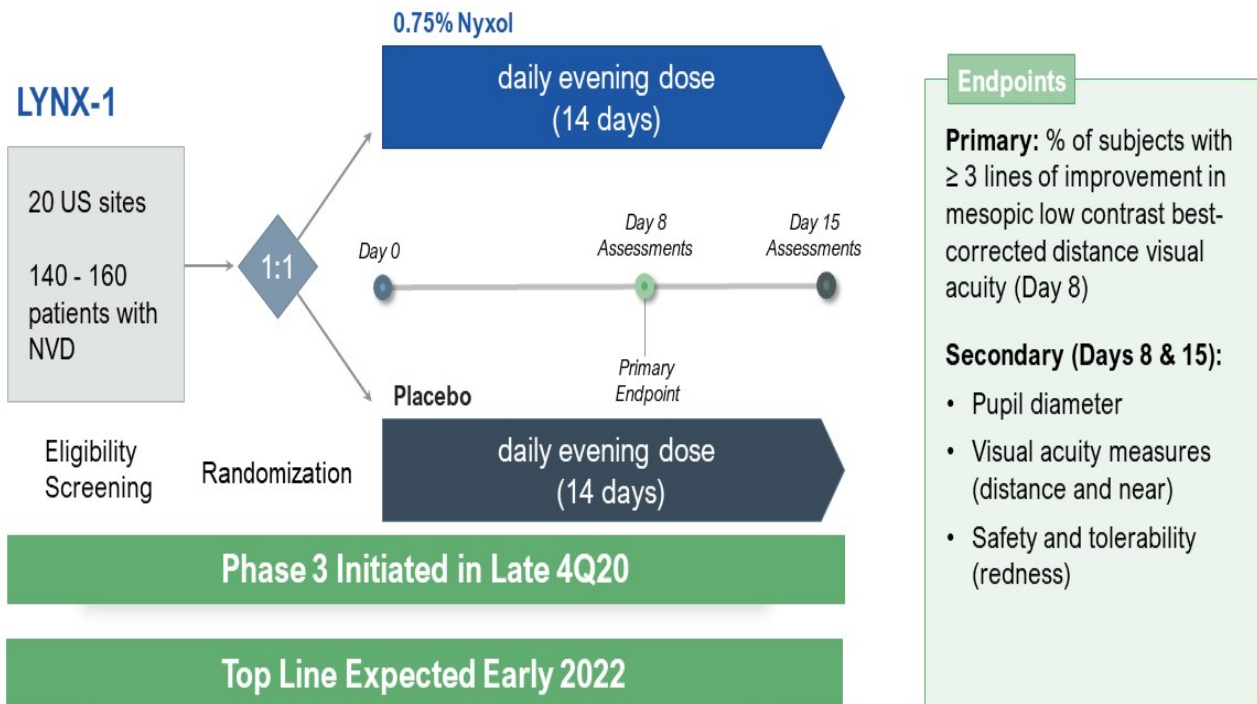 LYNX-1
20 US sites
140 - 160
patients with
NVD
Eligibility
Screening
1:1
Randomization
0.75% Nyxol
daily evening dose
(14 days)
Day 0
Day 8
Assessments
Day 15
Assessments
Primary
Endpoint
Placebo
daily evening dose
(14 days)
Phase 3 Initiated in Late 4Q20
Top Line Expected Early 2022
Endpoints
Primary: % of subjects with
≥ 3 lines of improvement in
mesopic low contrast best-
corrected distance visual
acuity (Day 8)
Secondary (Days 8 & 15):
• Pupil diameter
• Visual acuity measures
(distance and near)
• Safety and tolerability
(redness)